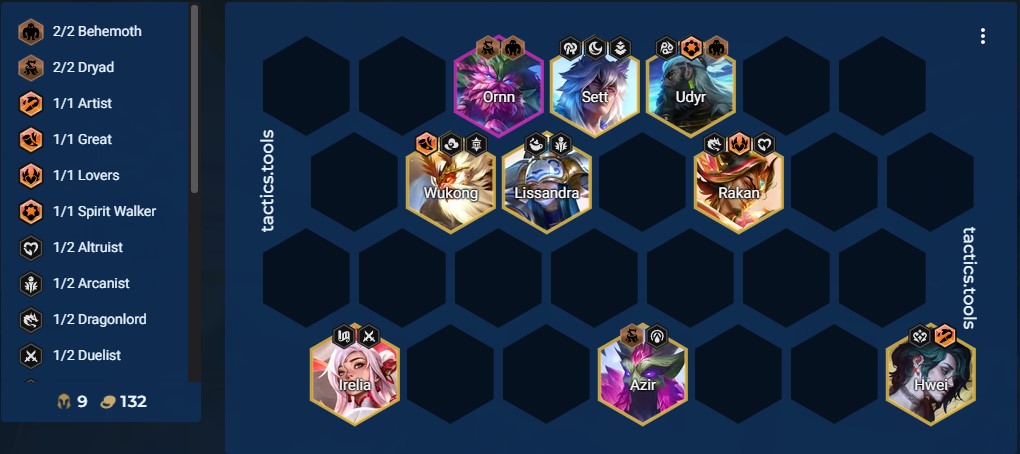 2/2 Behemoth
2/2 Dryad
1/1 Artist
1/1 Great
1/1 Lovers
1/1 Spirit Walker
1/2 Altruist
1/2 Arcanist
1/2 Dragonlord
1/2 Duelist
9 132
tactics.tools
Ornn Sett Udyr
Wukong Lissandra Rakan
Irelia Azir Hwei
tactics.tools